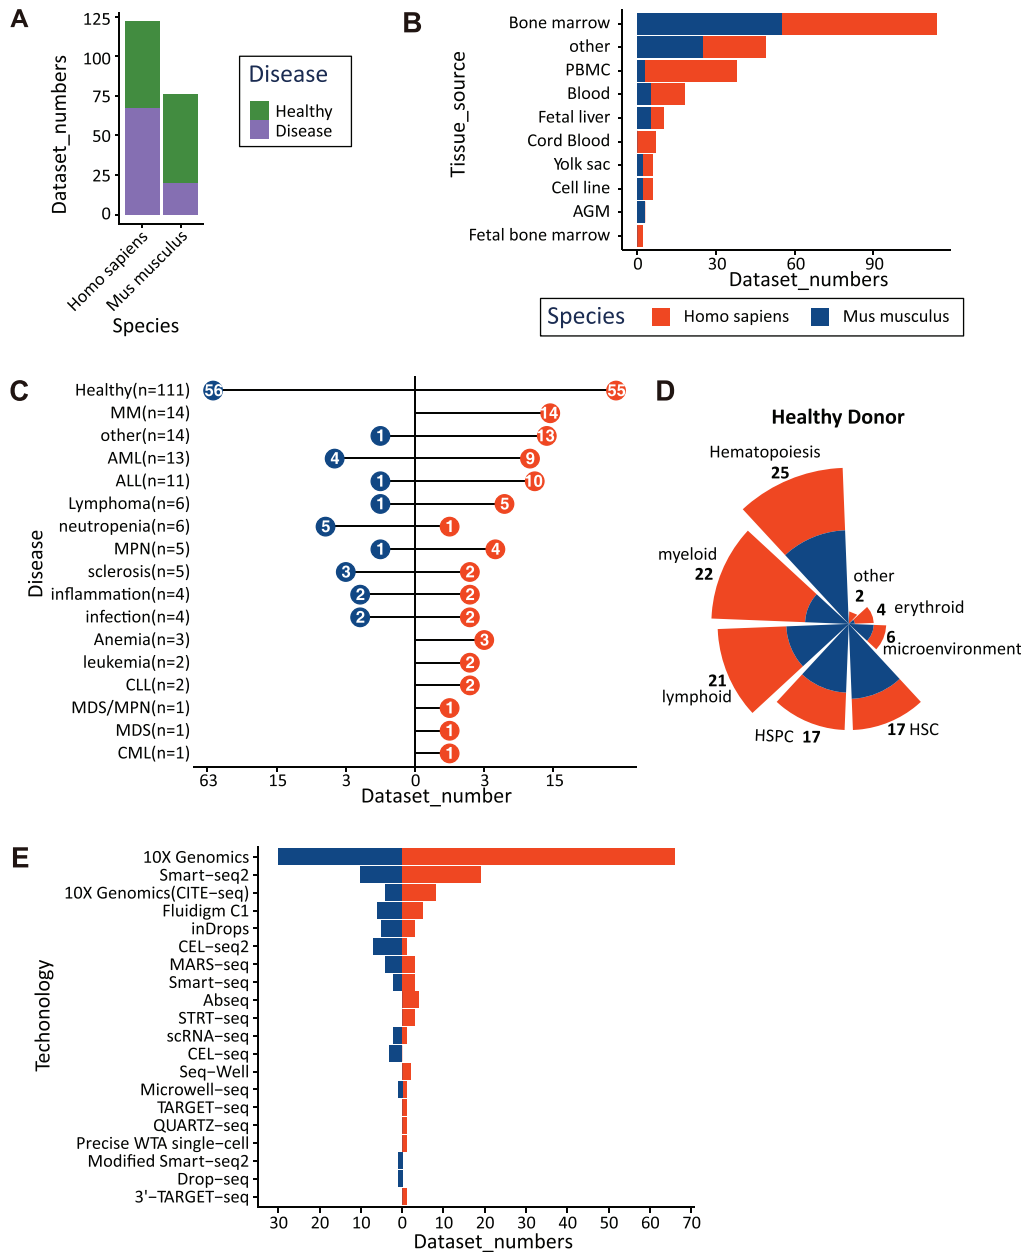 A
125
100
75
50
25
0
Dataset_numbers
Homo sapiens
Mus musculus
Species
Disease
Healthy
Disease
B
Bone marrow
other
PBMC
Blood
Fetal liver
Cord Blood
Yolk sac
Cell line
AGM
Fetal bone marrow
Tissue_source
0 30 60 90
Dataset_numbers
Species Homo sapiens Mus musculus
C
Healthy(n=111) 56 55
MM(n=14) 14
other(n=14) 1 13
AML(n=13) 4 9
ALL(n=11) 1 10
Lymphoma(n=6) 1 5
neutropenia(n=6) 5 1
MPN(n=5) 1 4
sclerosis(n=5) 3 2
inflammation(n=4) 2 2
infection(n=4) 2 2
Anemia(n=3) 3
leukemia(n=2) 2
CLL(n=2) 2
MDS/MPN(n=1) 1
MDS(n=1) 1
CML(n=1) 1
Disease
63 15 3 0 3 15
Dataset_number
D
Healthy Donor
Hematopoiesis
25
myeloid
22
other
2
4 erythroid
6
microenvironment
21
lymphoid
HSPC 17
17 HSC
E
10X Genomics
Smart−seq2
10X Genomics(CITE−seq)
Fluidigm C1
inDrops
CEL−seq2
MARS−seq
Smart−seq
Abseq
STRT−seq
scRNA−seq
CEL−seq
Seq−Well
Microwell−seq
TARGET−seq
QUARTZ−seq
Precise WTA single−cell
Modified Smart−seq2
Drop−seq
3'−TARGET−seq
Techonology
30 20 10 0 10 20 30 40 50 60 70
Dataset_numbers